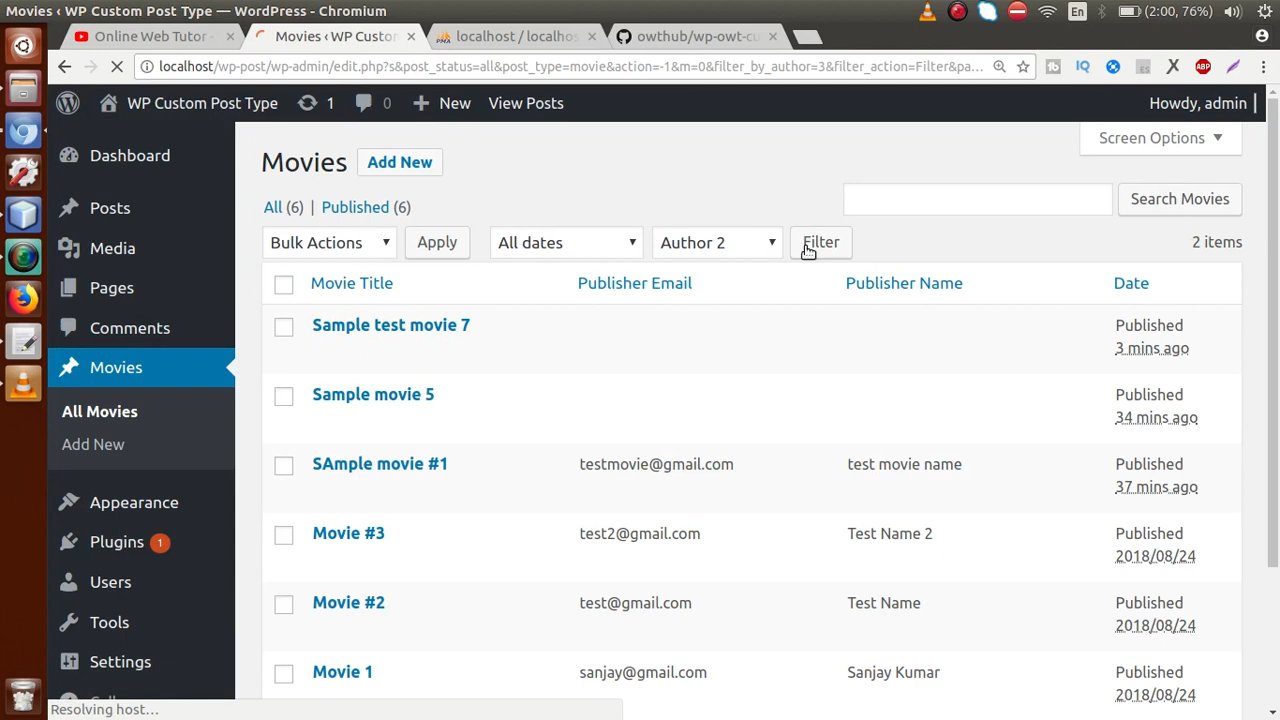 Movies ‹ WP Custom Post Type — WordPress - Chromium
En
(2:00, 76%)
Online Web Tutor -
Movies ‹ WP Custo
localhost / localhos
owthub/wp-owt-cu
localhost/wp-post/wp-admin/edit.php?s&post_status=all&post_type=movie&action=-1&m=0&filter_by_author=3&filter_action=Filter&pa...
WP Custom Post Type
1
0
New
View Posts
Howdy, admin
Screen Options
Dashboard
Posts
Media
Pages
Comments
Movies
All Movies
Add New
Appearance
Plugins 1
Users
Tools
Settings
Movies
Add New
All (6) | Published (6)
Search Movies
Bulk Actions
Apply
All dates
Author 2
Filter
2 items
Movie Title
Publisher Email
Publisher Name
Date
Sample test movie 7
Published
3 mins ago
Sample movie 5
Published
34 mins ago
SAmple movie #1
testmovie@gmail.com
test movie name
Published
37 mins ago
Movie #3
test2@gmail.com
Test Name 2
Published
2018/08/24
Movie #2
test@gmail.com
Test Name
Published
2018/08/24
Movie 1
sanjay@gmail.com
Sanjay Kumar
Published
2018/08/24
Resolving host...